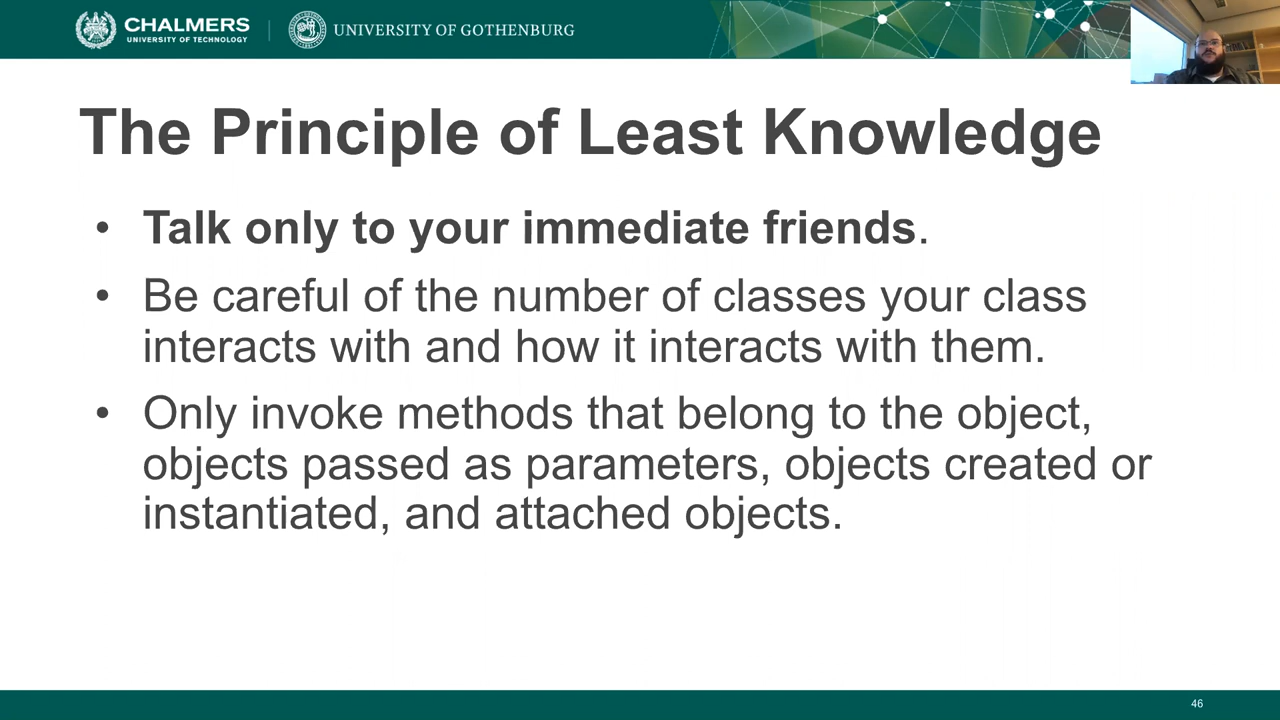 CHALMERS
UNIVERSITY OF TECHNOLOGY
UNIVERSITY OF GOTHENBURG
The Principle of Least Knowledge
• Talk only to your immediate friends.
• Be careful of the number of classes your class
interacts with and how it interacts with them.
• Only invoke methods that belong to the object,
objects passed as parameters, objects created or
instantiated, and attached objects.
46